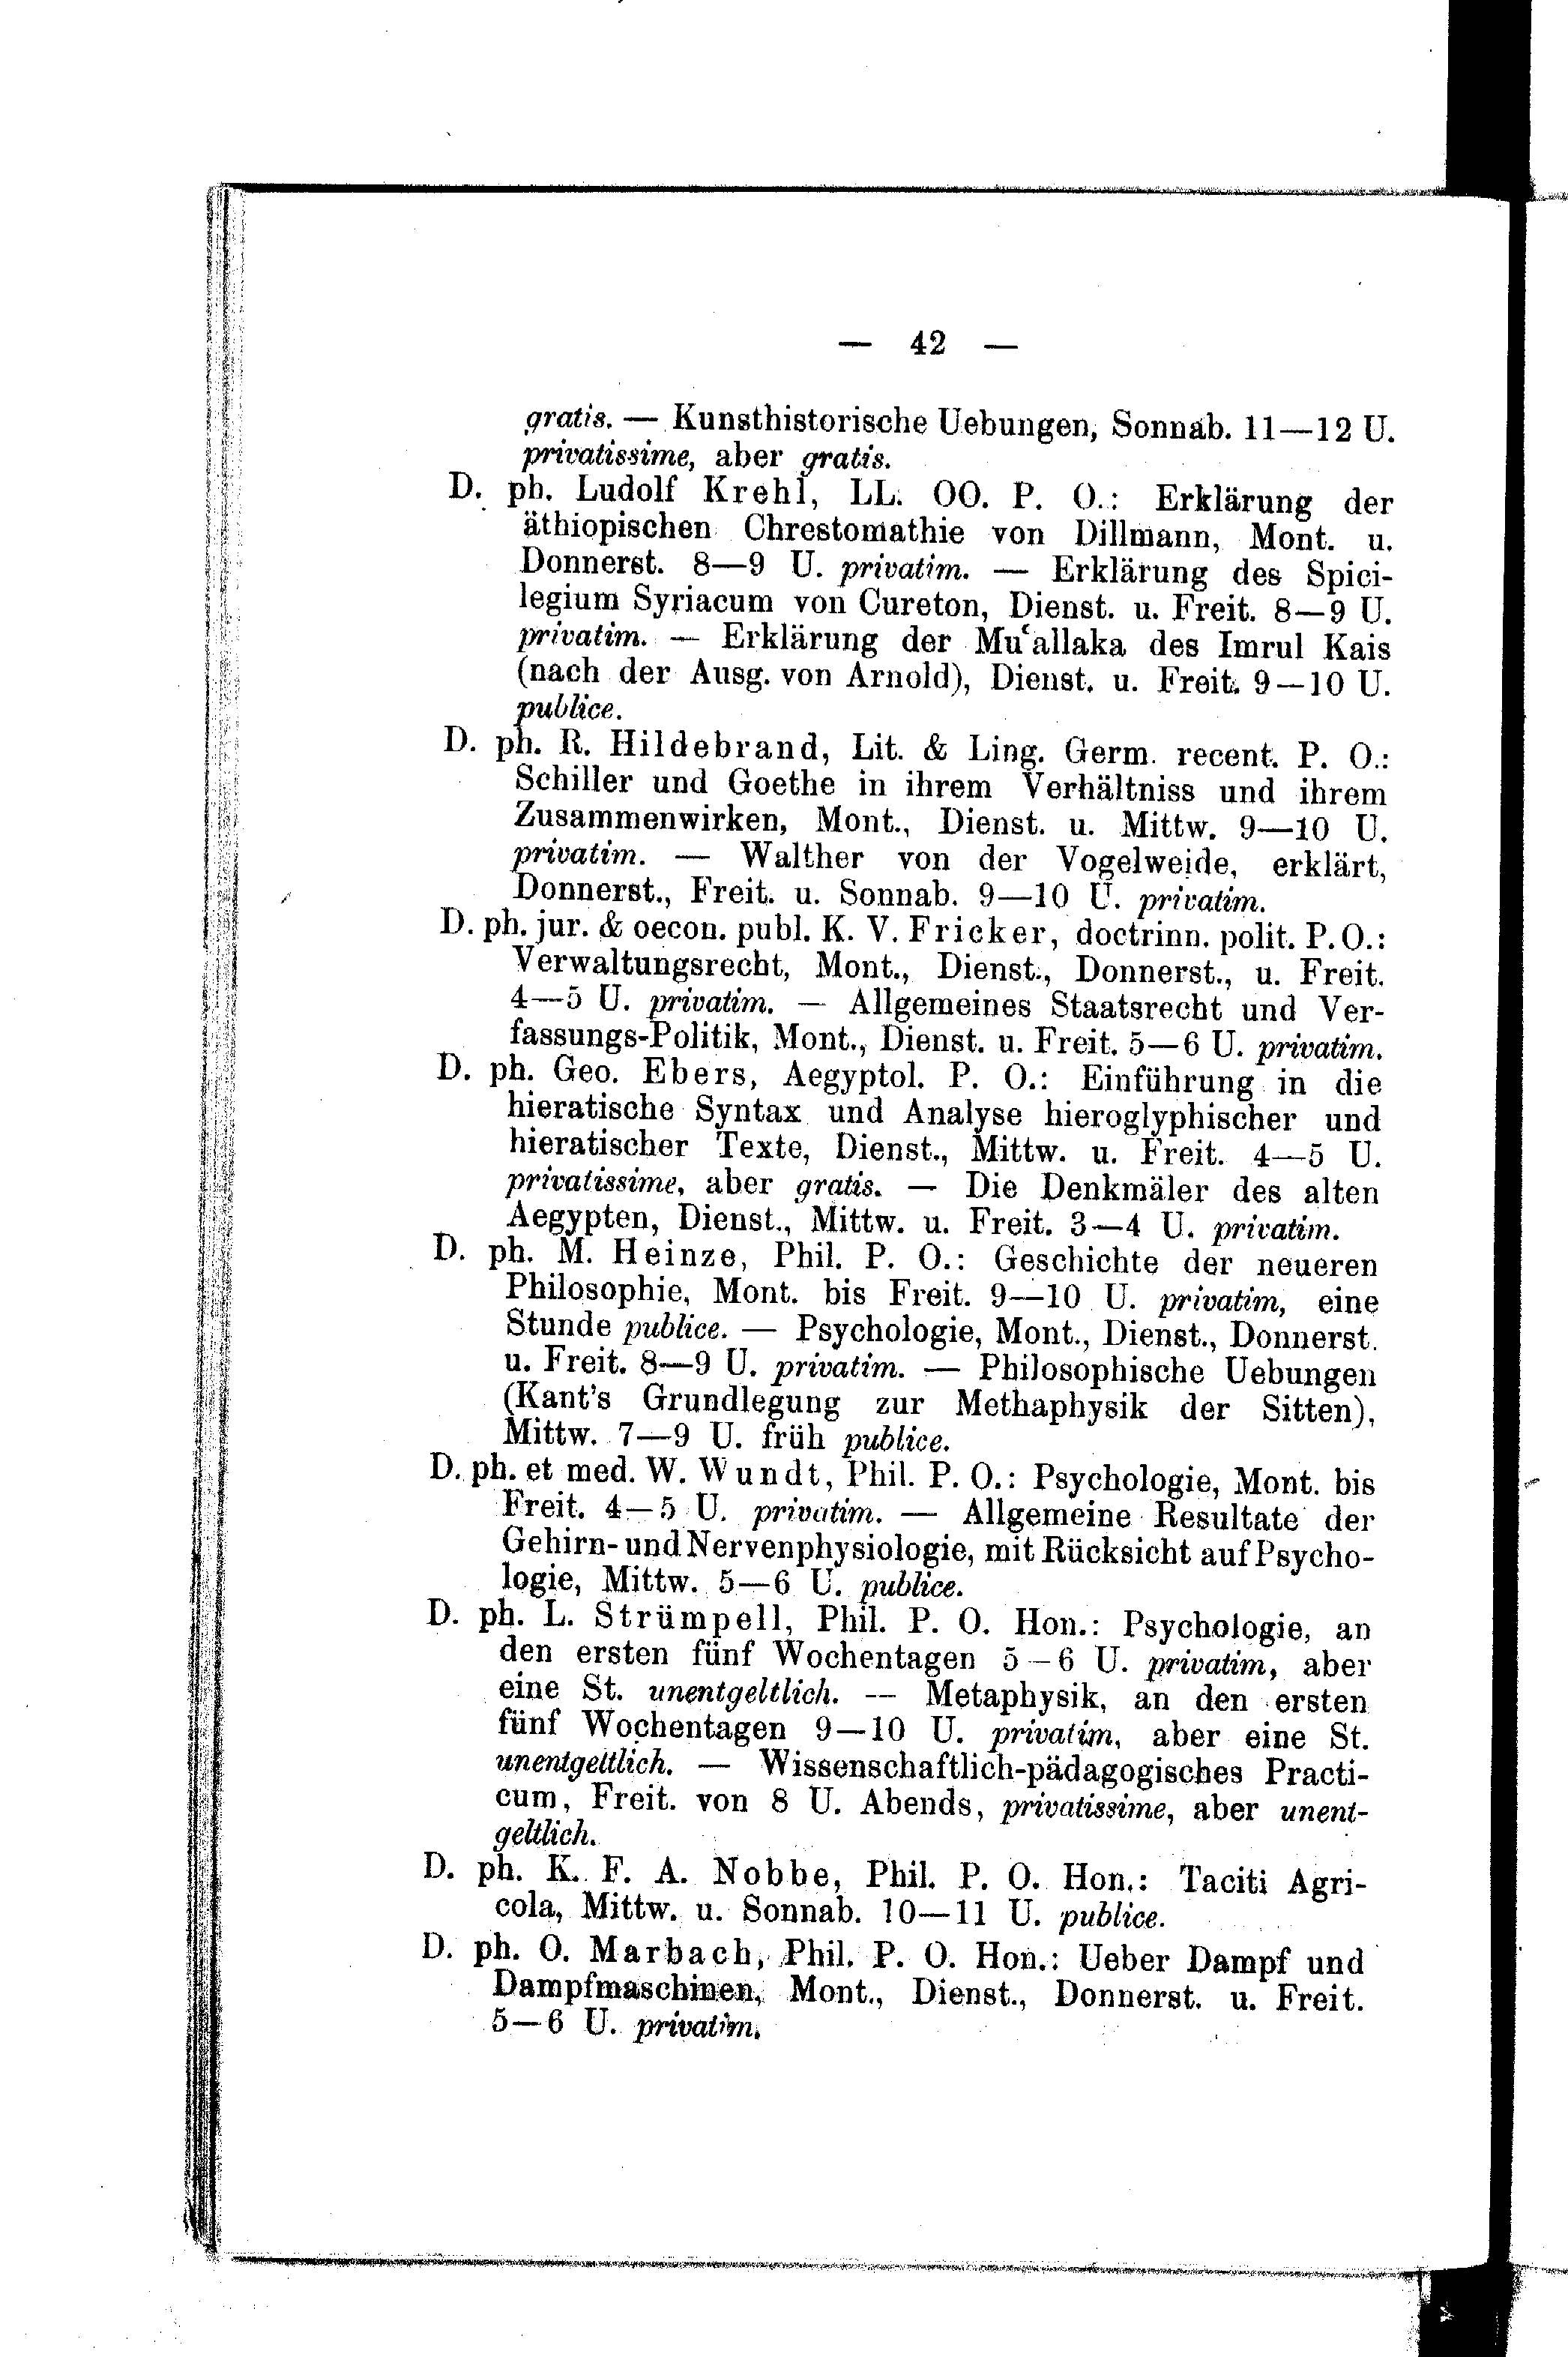 — 42 —
gratis. — Kunsthistorische Uebungen, Sonnab. 11—12 U.
privatissime, aber gratis.
D. ph. Ludolf Krehl, LL. OO. P. O.: Erklärung der
äthiopischen Chrestomathie von Dillmann, Mont. u.
Donnerst. 8—9 U. privatim. — Erklärung des Spici-
legium Syriacum von Cureton, Dienst. u. Freit. 8—9 U.
privatim. — Erklärung der Mu‘allaka des Imrul Kais
(nach der Ausg. von Arnold), Dienst. u. Freit. 9—10 U.
publice.
D. ph. R. Hildebrand, Lit. & Ling. Germ. recent. P. O.:
Schiller und Goethe in ihrem Verhältniss und ihrem
Zusammenwirken, Mont., Dienst. u. Mittw. 9—10 U.
privatim. — Walther von der Vogelweide, erklärt,
Donnerst., Freit. u. Sonnab. 9—10 U. privatim.
D. ph. jur. & oecon. publ. K. V. Fricker, doctrinn. polit. P. O.:
Verwaltungsrecht, Mont., Dienst., Donnerst., u. Freit.
4—5 U. privatim. — Allgemeines Staatsrecht und Ver-
fassungs-Politik, Mont., Dienst. u. Freit. 5—6 U. privatim.
D. ph. Geo. Ebers, Aegyptol. P. O.: Einführung in die
hieratische Syntax und Analyse hieroglyphischer und
hieratischer Texte, Dienst., Mittw. u. Freit. 4—5 U.
privatissime, aber gratis. — Die Denkmäler des alten
Aegypten, Dienst., Mittw. u. Freit. 3—4 U. privatim.
D. ph. M. Heinze, Phil. P. O.: Geschichte der neueren
Philosophie, Mont. bis Freit. 9—10 U. privatim, eine
Stunde publice. — Psychologie, Mont., Dienst., Donnerst.
u. Freit. 8—9 U. privatim. — Philosophische Uebungen
(Kant's Grundlegung zur Methaphysik der Sitten),
Mittw. 7—9 U. früh publice.
D. ph. et med. W. Wundt, Phil. P. O.: Psychologie, Mont. bis
Freit. 4—5 U. privatim. — Allgemeine Resultate der
Gehirn- und Nervenphysiologie, mit Rücksicht auf Psycho-
logie, Mittw. 5—6 U. publice.
D. ph. L. Strümpell, Phil. P. O. Hon.: Psychologie, an
den ersten fünf Wochentagen 5—6 U. privatim, aber
eine St. unentgeltlich. — Metaphysik, an den ersten
fünf Wochentagen 9—10 U. privatim, aber eine St.
unentgeltlich. — Wissenschaftlich-pädagogisches Practi-
cum, Freit. von 8 U. Abends, privatissime, aber unent-
geltlich.
D. ph. K. F. A. Nobbe, Phil. P. O. Hon.: Taciti Agri-
cola, Mittw. u. Sonnab. 10—11 U. publice.
D. ph. O. Marbach, Phil. P. O. Hon.: Ueber Dampf und
Dampfmaschinen, Mont., Dienst., Donnerst. u. Freit.
5—6 U. privatim.